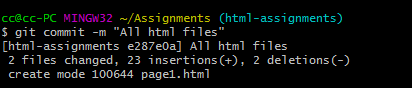 cc@cc-PC MINGW32 ~/Assignments (html-assignments)
$ git commit -m "All html files"
[html-assignments e287e0a] All html files
 2 files changed, 23 insertions(+), 2 deletions(-)
 create mode 100644 page1.html